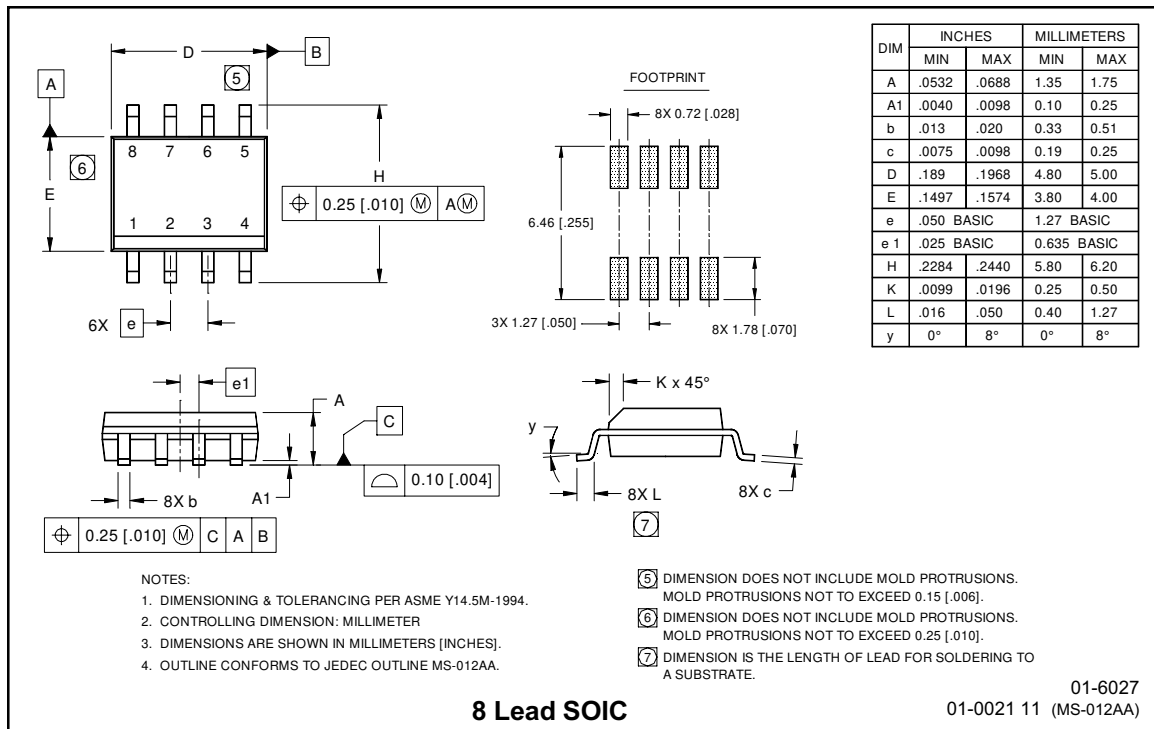 D
B
5
A
8 7 6 5
6
E
H
⌖ 0.25 [.010] Ⓜ AⓂ
1 2 3 4
6X e
FOOTPRINT
8X 0.72 [.028]
6.46 [.255]
3X 1.27 [.050]
8X 1.78 [.070]
DIM INCHES MILLIMETERS
MIN MAX MIN MAX
A .0532 .0688 1.35 1.75
A1 .0040 .0098 0.10 0.25
b .013 .020 0.33 0.51
c .0075 .0098 0.19 0.25
D .189 .1968 4.80 5.00
E .1497 .1574 3.80 4.00
e .050 BASIC 1.27 BASIC
e 1 .025 BASIC 0.635 BASIC
H .2284 .2440 5.80 6.20
K .0099 .0196 0.25 0.50
L .016 .050 0.40 1.27
y 0° 8° 0° 8°
e1
A
C
⌓ 0.10 [.004]
A1
8X b
⌖ 0.25 [.010] Ⓜ C A B
K x 45°
y
8X L
8X c
7
NOTES:
1. DIMENSIONING & TOLERANCING PER ASME Y14.5M-1994.
2. CONTROLLING DIMENSION: MILLIMETER
3. DIMENSIONS ARE SHOWN IN MILLIMETERS [INCHES].
4. OUTLINE CONFORMS TO JEDEC OUTLINE MS-012AA.
5 DIMENSION DOES NOT INCLUDE MOLD PROTRUSIONS.
MOLD PROTRUSIONS NOT TO EXCEED 0.15 [.006].
6 DIMENSION DOES NOT INCLUDE MOLD PROTRUSIONS.
MOLD PROTRUSIONS NOT TO EXCEED 0.25 [.010].
7 DIMENSION IS THE LENGTH OF LEAD FOR SOLDERING TO
A SUBSTRATE.
8 Lead SOIC
01-6027
01-0021 11 (MS-012AA)